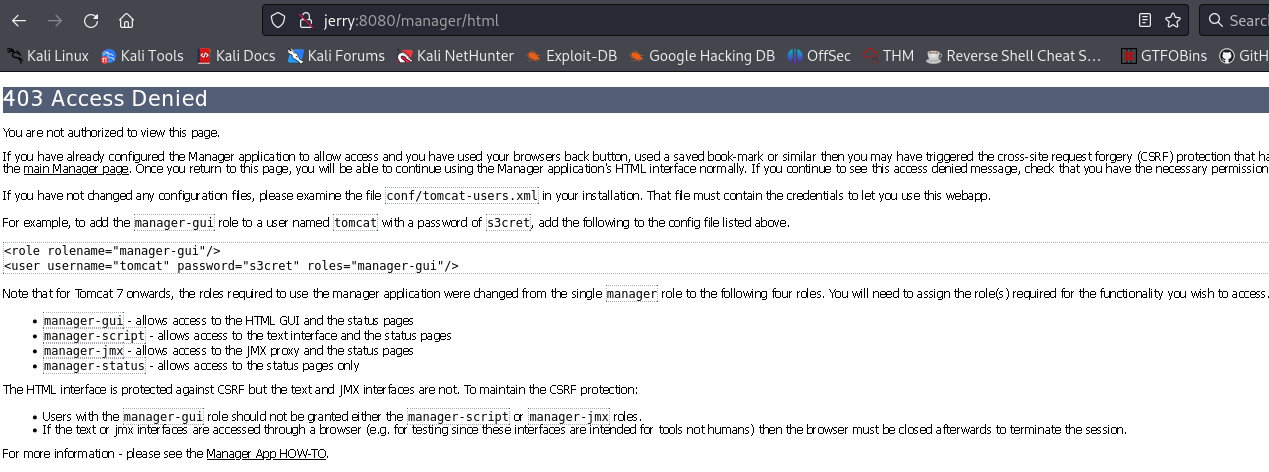 jerry:8080/manager/html
Search
Kali Linux Kali Tools Kali Docs Kali Forums Kali NetHunter Exploit-DB Google Hacking DB OffSec THM Reverse Shell Cheat S… GTFOBins GitH
403 Access Denied
You are not authorized to view this page.
If you have already configured the Manager application to allow access and you have used your browsers back button, used a saved book-mark or similar then you may have triggered the cross-site request forgery (CSRF) protection that ha
the main Manager page. Once you return to this page, you will be able to continue using the Manager application's HTML interface normally. If you continue to see this access denied message, check that you have the necessary permission
If you have not changed any configuration files, please examine the file conf/tomcat-users.xml in your installation. That file must contain the credentials to let you use this webapp.
For example, to add the manager-gui role to a user named tomcat with a password of s3cret, add the following to the config file listed above.
<role rolename="manager-gui"/>
<user username="tomcat" password="s3cret" roles="manager-gui"/>
Note that for Tomcat 7 onwards, the roles required to use the manager application were changed from the single manager role to the following four roles. You will need to assign the role(s) required for the functionality you wish to access.
• manager-gui - allows access to the HTML GUI and the status pages
• manager-script - allows access to the text interface and the status pages
• manager-jmx - allows access to the JMX proxy and the status pages
• manager-status - allows access to the status pages only
The HTML interface is protected against CSRF but the text and JMX interfaces are not. To maintain the CSRF protection:
• Users with the manager-gui role should not be granted either the manager-script or manager-jmx roles.
• If the text or jmx interfaces are accessed through a browser (e.g. for testing since these interfaces are intended for tools not humans) then the browser must be closed afterwards to terminate the session.
For more information - please see the Manager App HOW-TO.